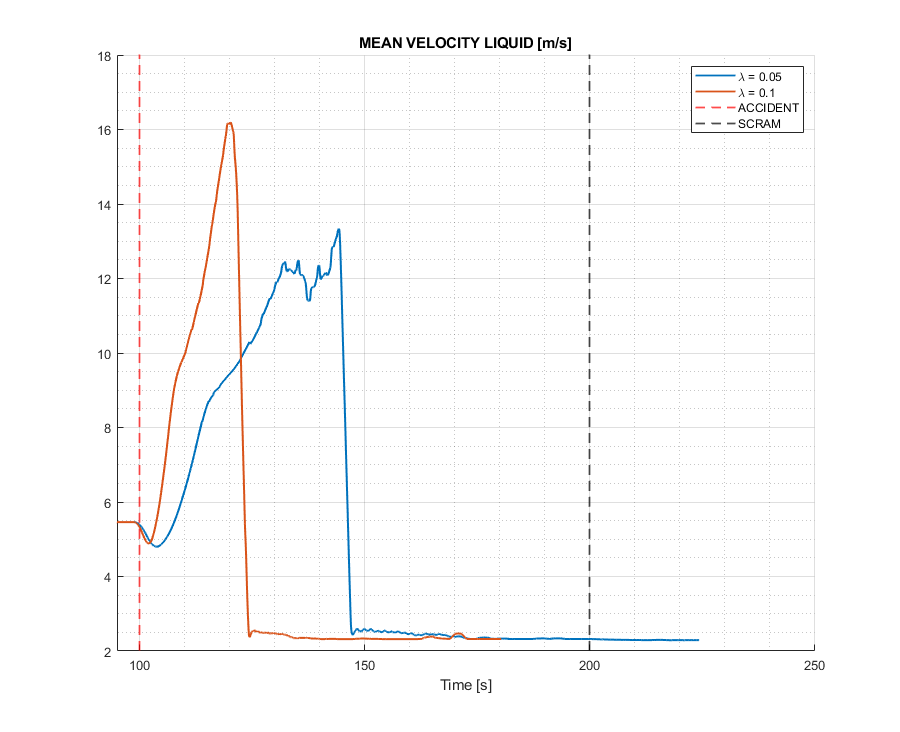 MEAN VELOCITY LIQUID [m/s]
18
16
14
12
10
8
6
4
2
λ = 0.05
λ = 0.1
ACCIDENT
SCRAM
100 150 200 250
Time [s]